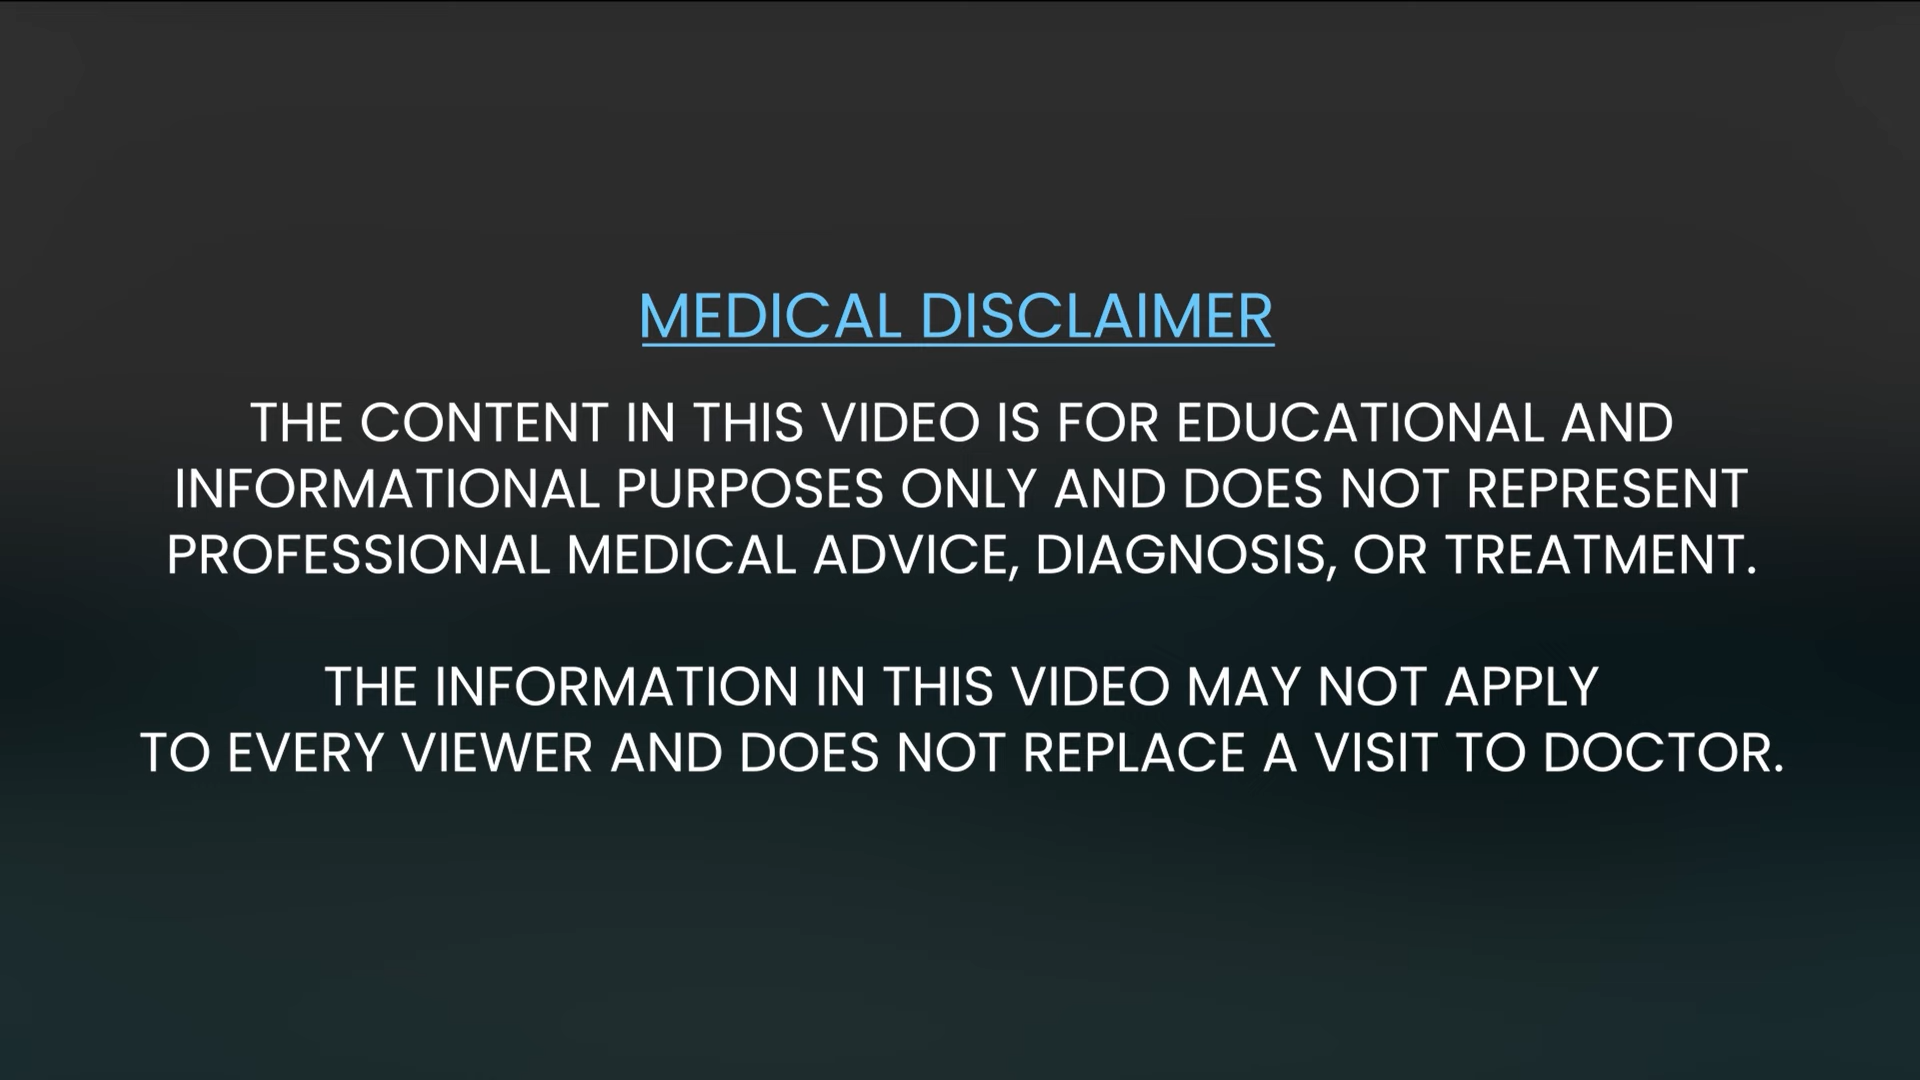 MEDICAL DISCLAIMER
THE CONTENT IN THIS VIDEO IS FOR EDUCATIONAL AND
INFORMATIONAL PURPOSES ONLY AND DOES NOT REPRESENT
PROFESSIONAL MEDICAL ADVICE, DIAGNOSIS, OR TREATMENT.
THE INFORMATION IN THIS VIDEO MAY NOT APPLY
TO EVERY VIEWER AND DOES NOT REPLACE A VISIT TO DOCTOR.